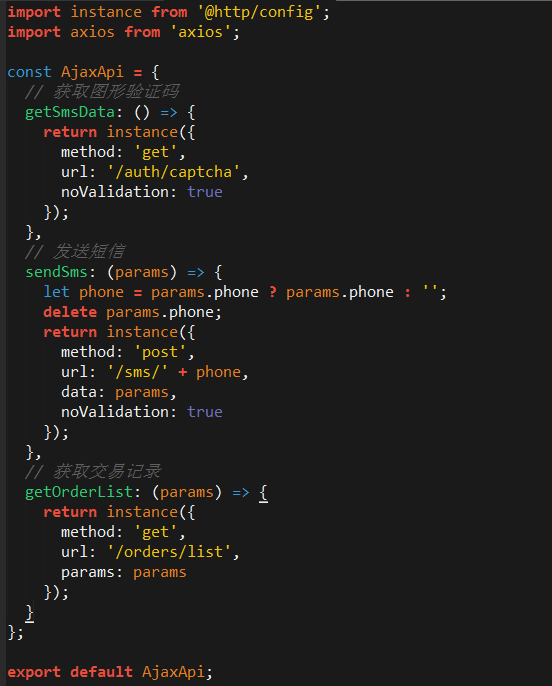 import instance from '@http/config';
import axios from 'axios';
const AjaxApi = {
// 获取图形验证码
getSmsData: () => {
return instance({
method: 'get',
url: '/auth/captcha',
noValidation: true
});
},
// 发送短信
sendSms: (params) => {
let phone = params.phone ? params.phone : '';
delete params.phone;
return instance({
method: 'post',
url: '/sms/' + phone,
data: params,
noValidation: true
});
},
// 获取交易记录
getOrderList: (params) => {
return instance({
method: 'get',
url: '/orders/list',
params: params
});
}
};
export default AjaxApi;